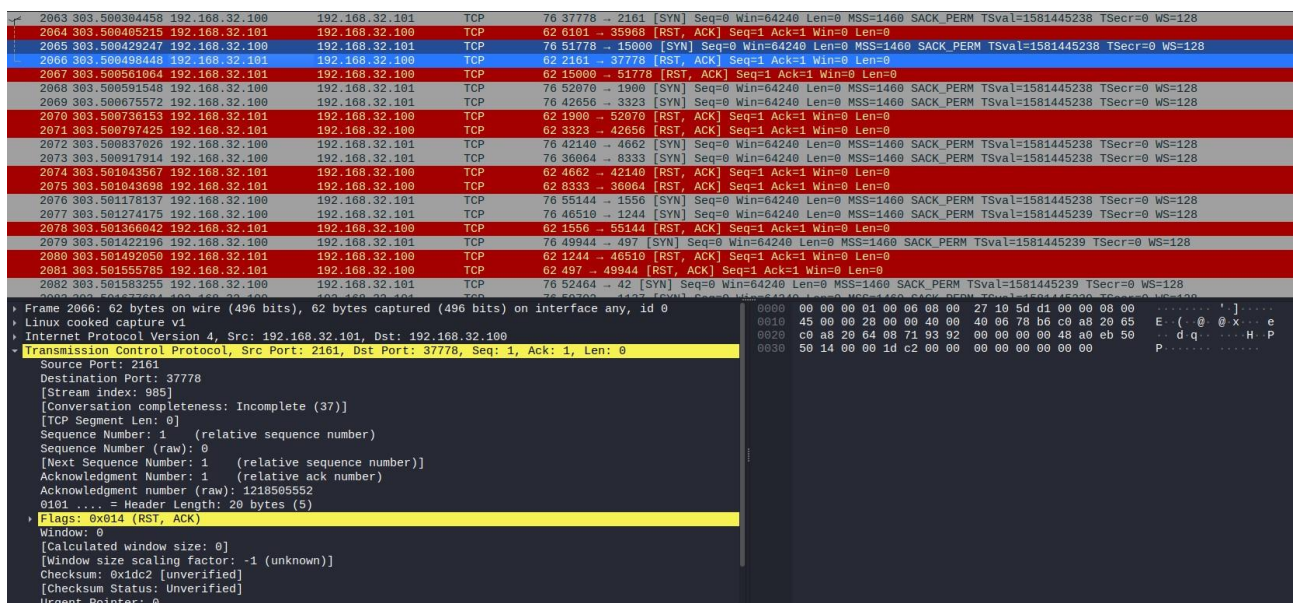 2063 303.500304458 192.168.32.100 192.168.32.101 TCP 76 37778 → 2161 [SYN] Seq=0 Win=64240 Len=0 MSS=1460 SACK_PERM TSval=1581445238 TSecr=0 WS=128
2064 303.500405215 192.168.32.101 192.168.32.100 TCP 62 6101 → 35968 [RST, ACK] Seq=1 Ack=1 Win=0 Len=0
2065 303.500429247 192.168.32.100 192.168.32.101 TCP 76 51778 → 15000 [SYN] Seq=0 Win=64240 Len=0 MSS=1460 SACK_PERM TSval=1581445238 TSecr=0 WS=128
2066 303.500498448 192.168.32.101 192.168.32.100 TCP 62 2161 → 37778 [RST, ACK] Seq=1 Ack=1 Win=0 Len=0
2067 303.500561064 192.168.32.101 192.168.32.100 TCP 62 15000 → 51778 [RST, ACK] Seq=1 Ack=1 Win=0 Len=0
2068 303.500591548 192.168.32.100 192.168.32.101 TCP 76 52070 → 1900 [SYN] Seq=0 Win=64240 Len=0 MSS=1460 SACK_PERM TSval=1581445238 TSecr=0 WS=128
2069 303.500675572 192.168.32.100 192.168.32.101 TCP 76 42656 → 3323 [SYN] Seq=0 Win=64240 Len=0 MSS=1460 SACK_PERM TSval=1581445238 TSecr=0 WS=128
2070 303.500736153 192.168.32.101 192.168.32.100 TCP 62 1900 → 52070 [RST, ACK] Seq=1 Ack=1 Win=0 Len=0
2071 303.500797425 192.168.32.101 192.168.32.100 TCP 62 3323 → 42656 [RST, ACK] Seq=1 Ack=1 Win=0 Len=0
2072 303.500837026 192.168.32.100 192.168.32.101 TCP 76 42140 → 4662 [SYN] Seq=0 Win=64240 Len=0 MSS=1460 SACK_PERM TSval=1581445238 TSecr=0 WS=128
2073 303.500917914 192.168.32.100 192.168.32.101 TCP 76 36064 → 8333 [SYN] Seq=0 Win=64240 Len=0 MSS=1460 SACK_PERM TSval=1581445238 TSecr=0 WS=128
2074 303.501043567 192.168.32.101 192.168.32.100 TCP 62 4662 → 42140 [RST, ACK] Seq=1 Ack=1 Win=0 Len=0
2075 303.501043698 192.168.32.101 192.168.32.100 TCP 62 8333 → 36064 [RST, ACK] Seq=1 Ack=1 Win=0 Len=0
2076 303.501178137 192.168.32.100 192.168.32.101 TCP 76 55144 → 1556 [SYN] Seq=0 Win=64240 Len=0 MSS=1460 SACK_PERM TSval=1581445238 TSecr=0 WS=128
2077 303.501274175 192.168.32.100 192.168.32.101 TCP 76 46510 → 1244 [SYN] Seq=0 Win=64240 Len=0 MSS=1460 SACK_PERM TSval=1581445239 TSecr=0 WS=128
2078 303.501366042 192.168.32.101 192.168.32.100 TCP 62 1556 → 55144 [RST, ACK] Seq=1 Ack=1 Win=0 Len=0
2079 303.501422196 192.168.32.100 192.168.32.101 TCP 76 49944 → 497 [SYN] Seq=0 Win=64240 Len=0 MSS=1460 SACK_PERM TSval=1581445239 TSecr=0 WS=128
2080 303.501492050 192.168.32.101 192.168.32.100 TCP 62 1244 → 46510 [RST, ACK] Seq=1 Ack=1 Win=0 Len=0
2081 303.501555785 192.168.32.101 192.168.32.100 TCP 62 497 → 49944 [RST, ACK] Seq=1 Ack=1 Win=0 Len=0
2082 303.501583255 192.168.32.100 192.168.32.101 TCP 76 52464 → 42 [SYN] Seq=0 Win=64240 Len=0 MSS=1460 SACK_PERM TSval=1581445239 TSecr=0 WS=128
Frame 2066: 62 bytes on wire (496 bits), 62 bytes captured (496 bits) on interface any, id 0
Linux cooked capture v1
Internet Protocol Version 4, Src: 192.168.32.101, Dst: 192.168.32.100
Transmission Control Protocol, Src Port: 2161, Dst Port: 37778, Seq: 1, Ack: 1, Len: 0
Source Port: 2161
Destination Port: 37778
[Stream index: 985]
[Conversation completeness: Incomplete (37)]
[TCP Segment Len: 0]
Sequence Number: 1 (relative sequence number)
Sequence Number (raw): 0
[Next Sequence Number: 1 (relative sequence number)]
Acknowledgment Number: 1 (relative ack number)
Acknowledgment number (raw): 1218505552
0101 .... = Header Length: 20 bytes (5)
Flags: 0x014 (RST, ACK)
Window: 0
[Calculated window size: 0]
[Window size scaling factor: -1 (unknown)]
Checksum: 0x1dc2 [unverified]
[Checksum Status: Unverified]
Urgent Pointer: 0
0000 00 00 00 01 00 06 08 00 27 10 5d d1 00 00 08 00 ········ '·]·····
0010 45 00 00 28 00 00 40 00 40 06 78 b6 c0 a8 20 65 E··(··@· @·x··· e
0020 c0 a8 20 64 08 71 93 92 00 00 00 00 48 a0 eb 50 ·· d·q·· ····H··P
0030 50 14 00 00 1d c2 00 00 00 00 00 00 00 00 P······· ······